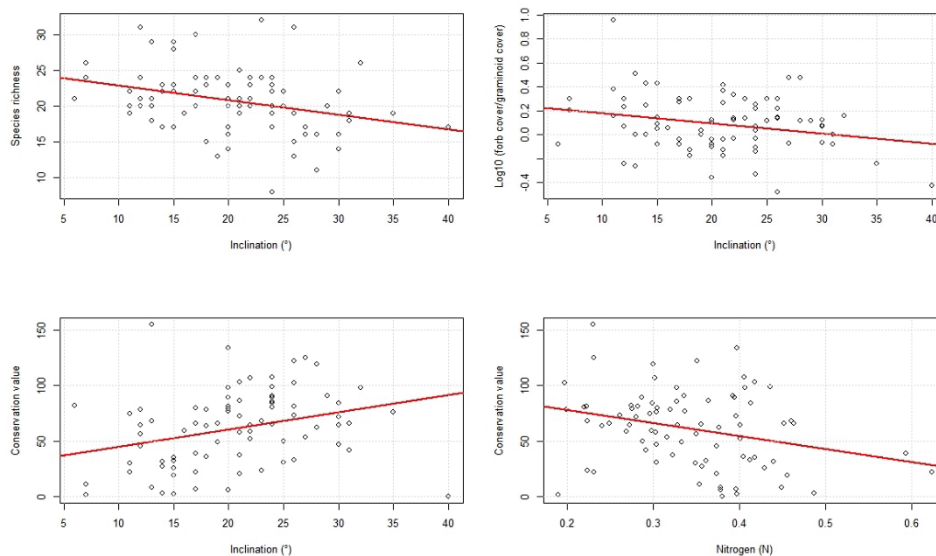 Species richness
10 15 20 25 30
5 10 15 20 25 30 35 40
Inclination (°)
Log10 (forb cover/graminoid cover)
-0.4 0.0 0.2 0.4 0.6 0.8 1.0
5 10 15 20 25 30 35 40
Inclination (°)
Conservation value
0 50 100 150
5 10 15 20 25 30 35 40
Inclination (°)
Conservation value
0 50 100 150
0.2 0.3 0.4 0.5 0.6
Nitrogen (N)